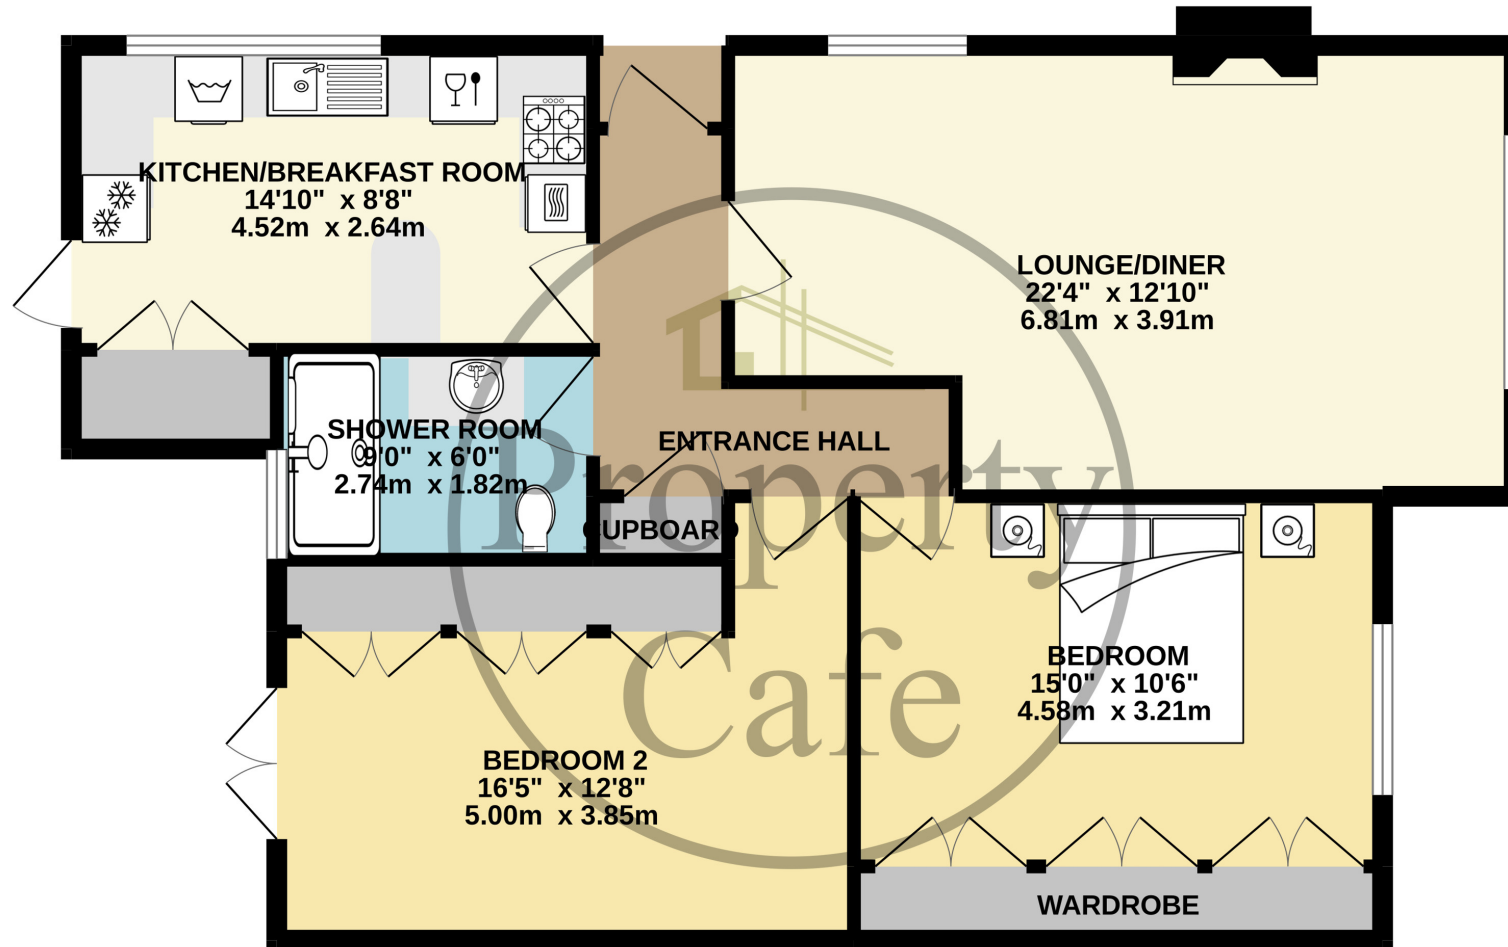 KITCHEN/BREAKFAST ROOM
14'10" x 8'8"
4.52m x 2.64m
LOUNGE/DINER
22'4" x 12'10"
6.81m x 3.91m
SHOWER ROOM
9'0" x 6'0"
2.74m x 1.82m
ENTRANCE HALL
CUPBOARD
Property
Cafe
BEDROOM
15'0" x 10'6"
4.58m x 3.21m
BEDROOM 2
16'5" x 12'8"
5.00m x 3.85m
WARDROBE